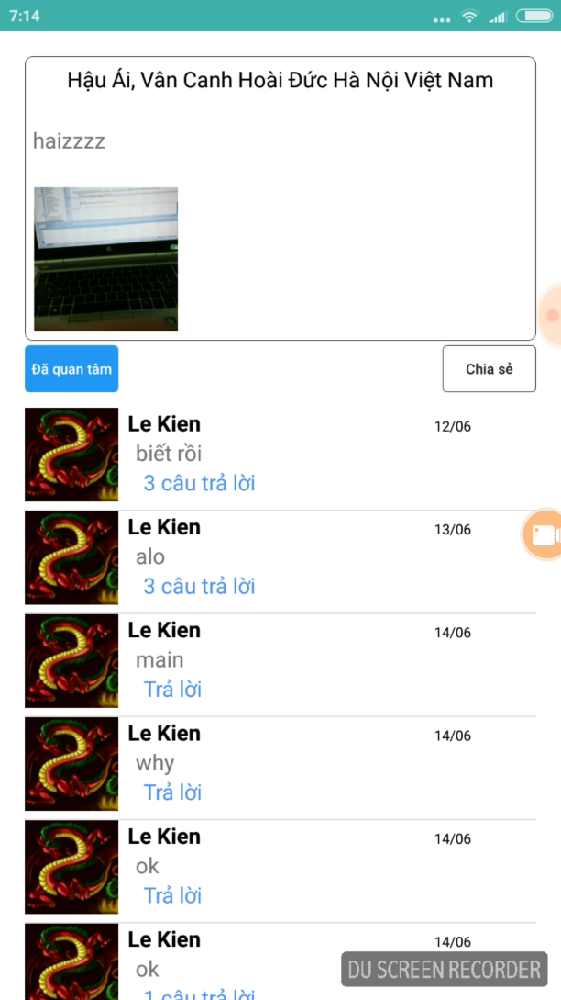 7:14
Hậu Ái, Vân Canh Hoài Đức Hà Nội Việt Nam
haizzzz
Đã quan tâm
Chia sẻ
Le Kien
12/06
biết rồi
3 câu trả lời
Le Kien
13/06
alo
3 câu trả lời
Le Kien
14/06
main
Trả lời
Le Kien
14/06
why
Trả lời
Le Kien
14/06
ok
Trả lời
Le Kien
14/06
ok
1 câu trả lời
DU SCREEN RECORDER